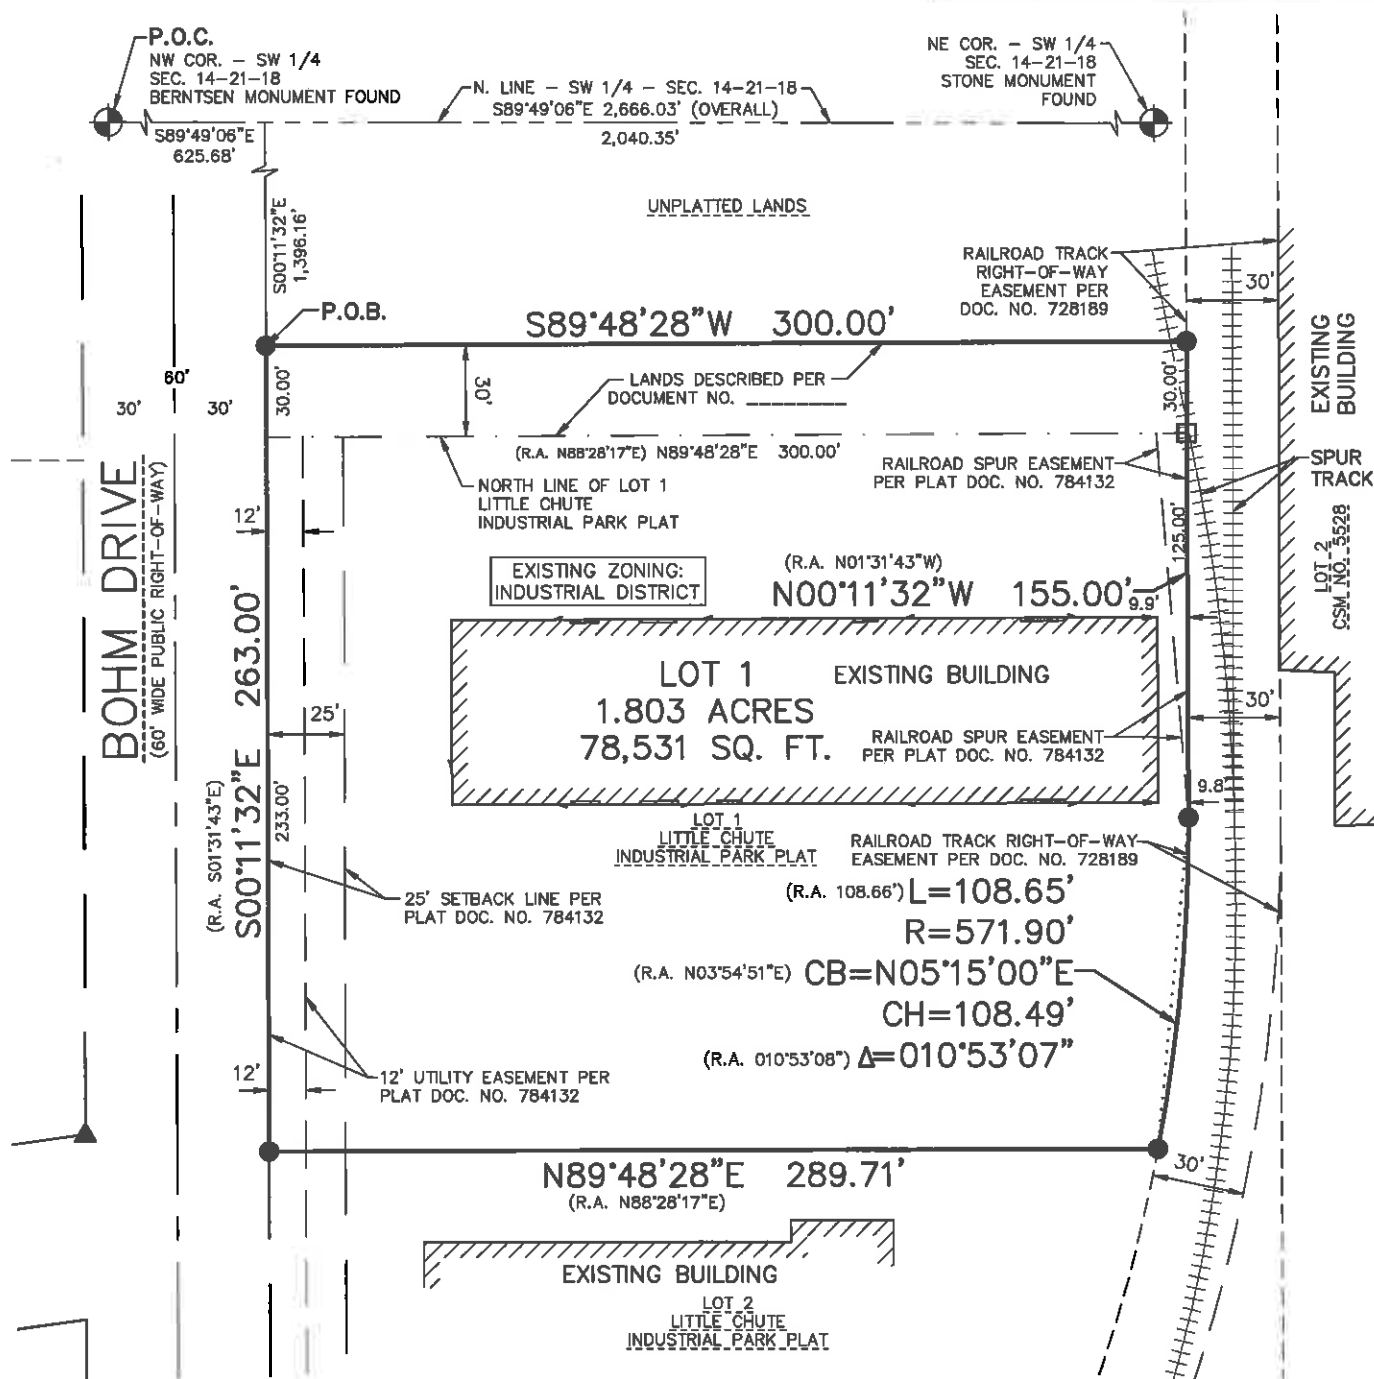 P.O.C.
NW COR. - SW 1/4
SEC. 14-21-18
BERNTSEN MONUMENT FOUND
NE COR. - SW 1/4
SEC. 14-21-18
STONE MONUMENT
FOUND
N. LINE - SW 1/4 - SEC. 14-21-18
S89°49'06"E 2,666.03' (OVERALL)
2,040.35'
S89°49'06"E
625.68'
S00°11'32"E
1,396.16'
UNPLATTED LANDS
RAILROAD TRACK
RIGHT-OF-WAY
EASEMENT PER
DOC. NO. 728189
30'
P.O.B.
S89°48'28"W 300.00'
EXISTING
BUILDING
60'
30'
30'
30.00'
30'
LANDS DESCRIBED PER
DOCUMENT NO. _________
30.00'
(R.A. N88°28'17"E) N89°48'28"E 300.00'
RAILROAD SPUR EASEMENT
PER PLAT DOC. NO. 784132
SPUR
TRACK
NORTH LINE OF LOT 1
LITTLE CHUTE
INDUSTRIAL PARK PLAT
BOHM DRIVE
(60' WIDE PUBLIC RIGHT-OF-WAY)
12'
125.00'
LOT 2
CSM NO. 5528
EXISTING ZONING:
INDUSTRIAL DISTRICT
(R.A. N01°31'43"W)
N00°11'32"W 155.00'
9.9'
LOT 1
1.803 ACRES
78,531 SQ. FT.
EXISTING BUILDING
25'
30'
RAILROAD SPUR EASEMENT
PER PLAT DOC. NO. 784132
9.8'
(R.A. S01°31'43"E)
S00°11'32"E 263.00'
233.00'
LOT 1
LITTLE CHUTE
INDUSTRIAL PARK PLAT
RAILROAD TRACK RIGHT-OF-WAY
EASEMENT PER DOC. NO. 728189
25' SETBACK LINE PER
PLAT DOC. NO. 784132
(R.A. 108.66') L=108.65'
R=571.90'
(R.A. N03°54'51"E) CB=N05°15'00"E
CH=108.49'
(R.A. 010°53'08") Δ=010°53'07"
12'
12' UTILITY EASEMENT PER
PLAT DOC. NO. 784132
N89°48'28"E 289.71'
(R.A. N88°28'17"E)
30'
EXISTING BUILDING
LOT 2
LITTLE CHUTE
INDUSTRIAL PARK PLAT